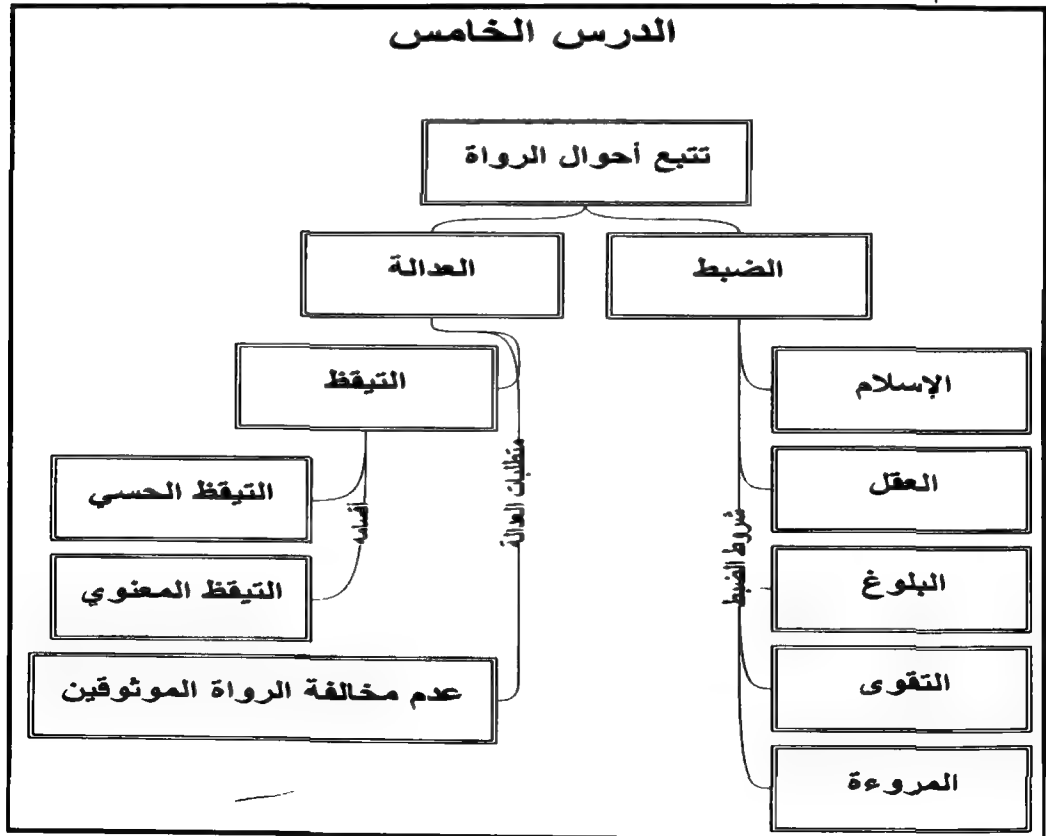 الدرس الخامس
تتبع أحوال الرواة
الضبط
العدالة
شروط الضبط
الإسلام
العقل
البلوغ
التقوى
المروءة
متطلبات العدالة
التيقظ
أقسامه
التيقظ الحسي
التيقظ المعنوي
عدم مخالفة الرواة الموثوقين